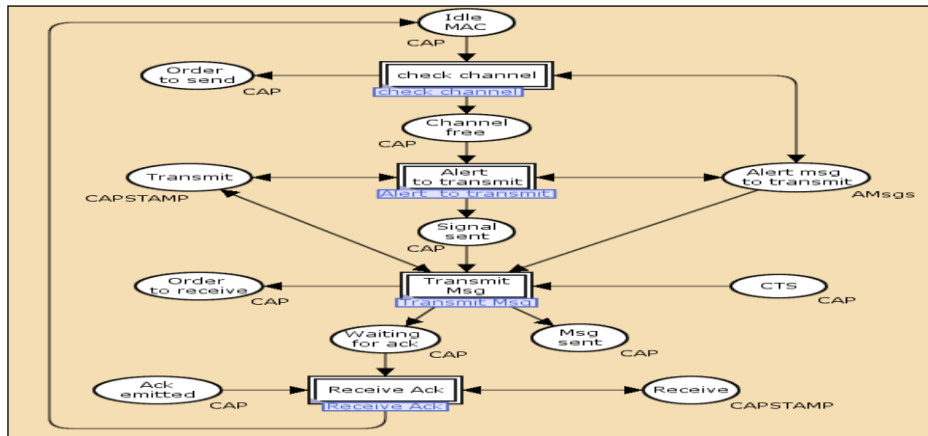 Idle
MAC
CAP
Order
to send
CAP
check channel
check channel
Channel
free
CAP
Transmit
CAPSTAMP
Alert
to transmit
Alert to transmit
Alert msg
to transmit
AMsgs
Signal
sent
CAP
Order
to receive
CAP
Transmit
Msg
Transmit Msg
CTS
CAP
Waiting
for ack
CAP
Msg
sent
CAP
Ack
emitted
CAP
Receive Ack
Receive Ack
Receive
CAPSTAMP